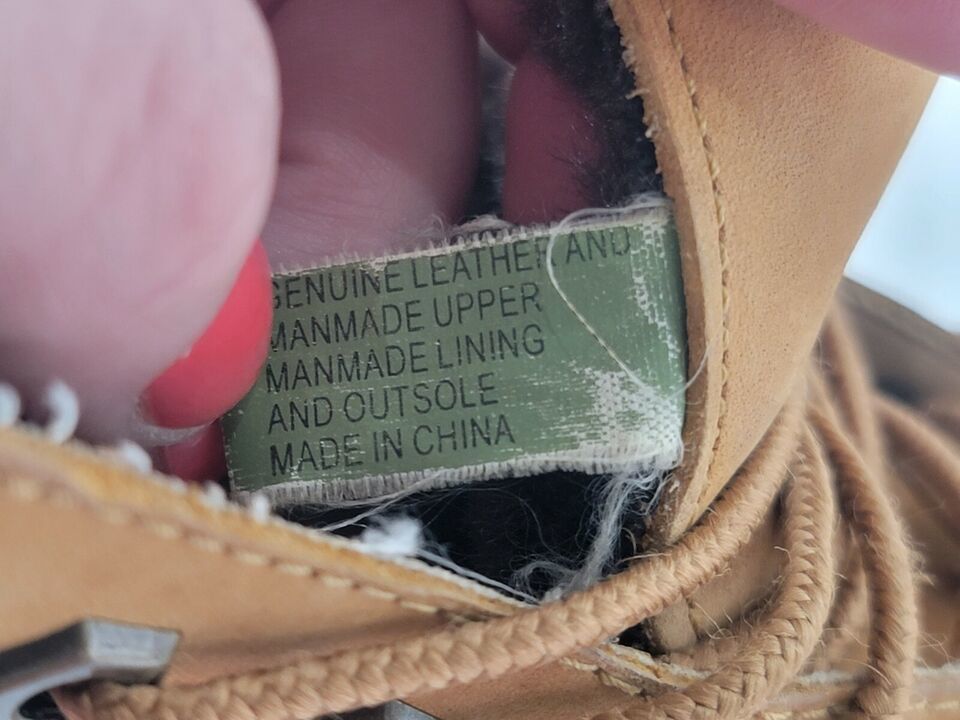 GENUINE LEATHER AND
MANMADE UPPER
MANMADE LINING
AND OUTSOLE
MADE IN CHINA